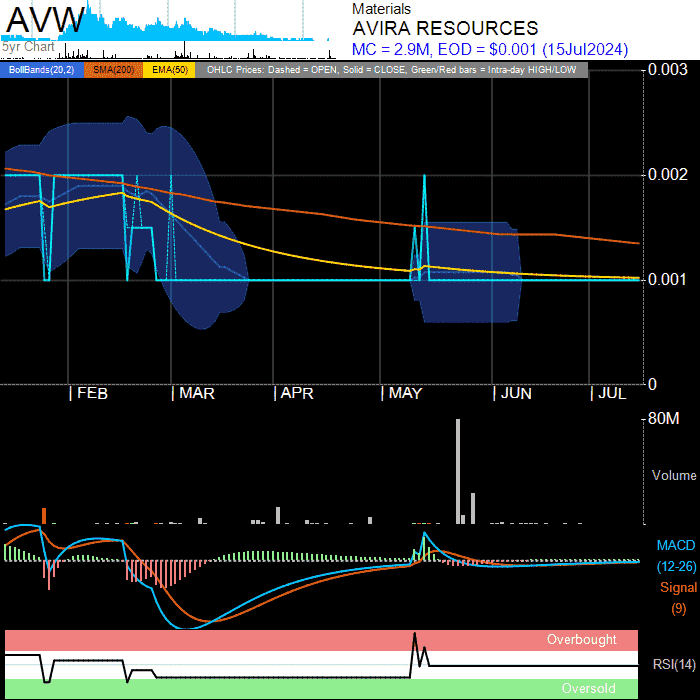 AVW
5yr Chart
Materials
AVIRA RESOURCES
MC = 2.9M, EOD = $0.001 (15Jul2024)
BollBands(20,2) SMA(200) EMA(50) OHLC Prices: Dashed = OPEN, Solid = CLOSE, Green/Red bars = Intra-day HIGH/LOW
0.003
0.002
0.001
0
FEB MAR APR MAY JUN JUL
80M
Volume
MACD
(12-26)
Signal
(9)
Overbought
RSI(14)
Oversold